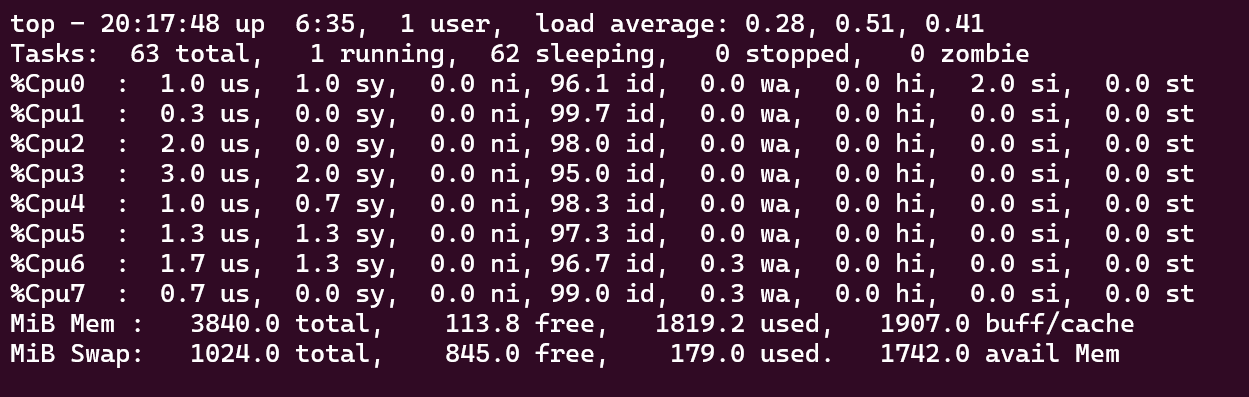 top - 20:17:48 up  6:35,  1 user,  load average: 0.28, 0.51, 0.41
Tasks:  63 total,   1 running,  62 sleeping,   0 stopped,   0 zombie
%Cpu0  :  1.0 us,  1.0 sy,  0.0 ni, 96.1 id,  0.0 wa,  0.0 hi,  2.0 si,  0.0 st
%Cpu1  :  0.3 us,  0.0 sy,  0.0 ni, 99.7 id,  0.0 wa,  0.0 hi,  0.0 si,  0.0 st
%Cpu2  :  2.0 us,  0.0 sy,  0.0 ni, 98.0 id,  0.0 wa,  0.0 hi,  0.0 si,  0.0 st
%Cpu3  :  3.0 us,  2.0 sy,  0.0 ni, 95.0 id,  0.0 wa,  0.0 hi,  0.0 si,  0.0 st
%Cpu4  :  1.0 us,  0.7 sy,  0.0 ni, 98.3 id,  0.0 wa,  0.0 hi,  0.0 si,  0.0 st
%Cpu5  :  1.3 us,  1.3 sy,  0.0 ni, 97.3 id,  0.0 wa,  0.0 hi,  0.0 si,  0.0 st
%Cpu6  :  1.7 us,  1.3 sy,  0.0 ni, 96.7 id,  0.3 wa,  0.0 hi,  0.0 si,  0.0 st
%Cpu7  :  0.7 us,  0.0 sy,  0.0 ni, 99.0 id,  0.3 wa,  0.0 hi,  0.0 si,  0.0 st
MiB Mem :   3840.0 total,    113.8 free,   1819.2 used,   1907.0 buff/cache
MiB Swap:   1024.0 total,    845.0 free,    179.0 used.   1742.0 avail Mem